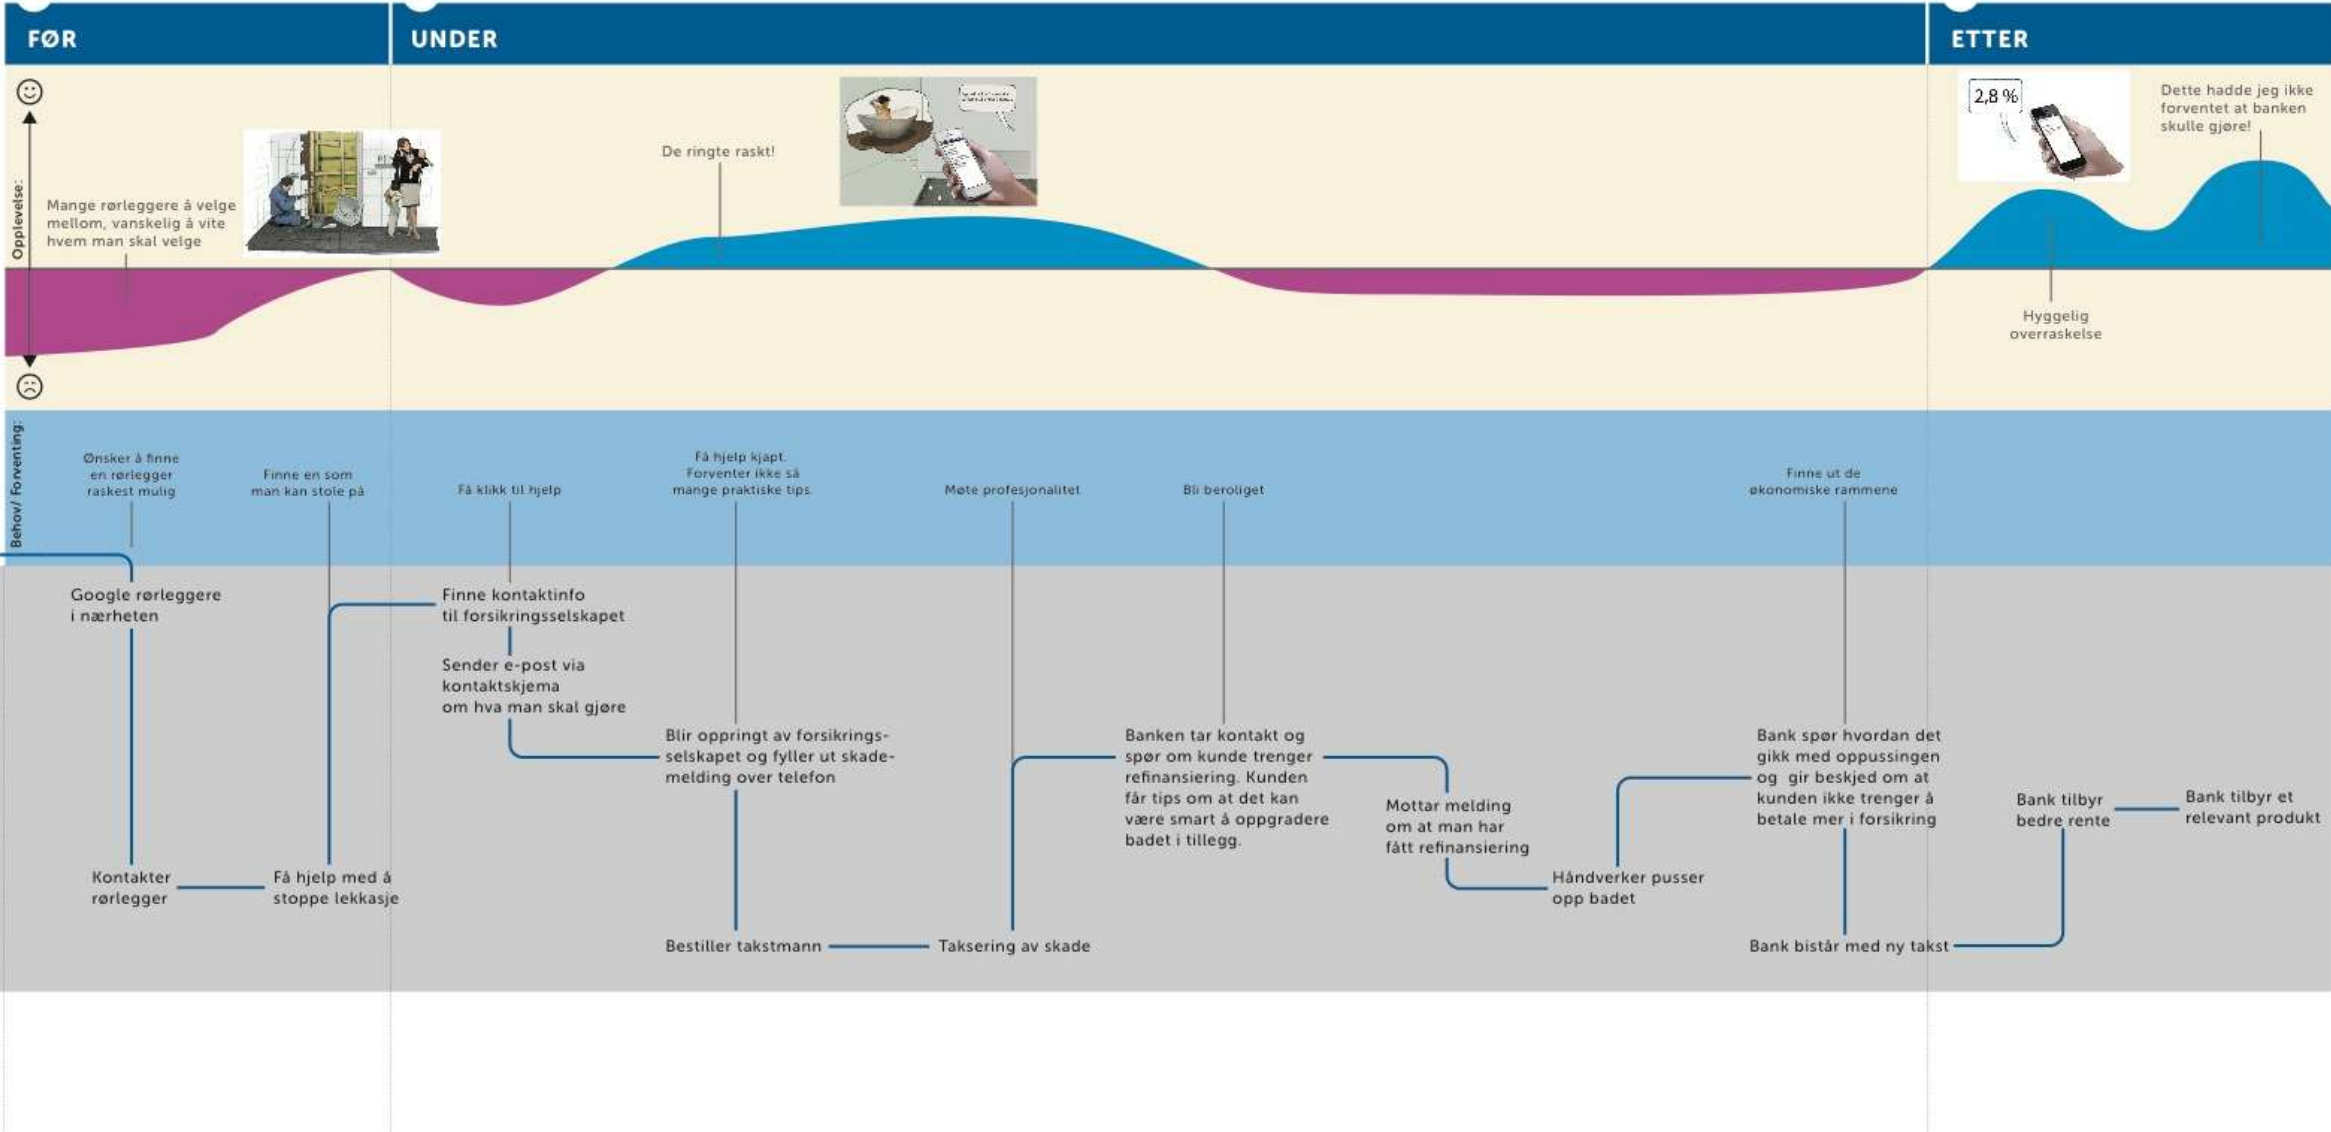 FØR
UNDER
ETTER
Opplevelse:
Mange rørleggere å velge
mellom, vanskelig å vite
hvem man skal velge
De ringte raskt!
2,8 %
Dette hadde jeg ikke
forventet at banken
skulle gjøre!
Hyggelig
overraskelse
Behov/ Forventing:
Ønsker å finne
en rørlegger
raskest mulig
Finne en som
man kan stole på
Få klikk til hjelp
Få hjelp kjapt.
Forventer ikke så
mange praktiske tips.
Møte profesjonalitet
Bli beroliget
Finne ut de
økonomiske rammene
Google rørleggere
i nærheten
Kontakter
rørlegger
Få hjelp med å
stoppe lekkasje
Finne kontaktinfo
til forsikringsselskapet
Sender e-post via
kontaktskjema
om hva man skal gjøre
Blir oppringt av forsikrings-
selskapet og fyller ut skade-
melding over telefon
Bestiller takstmann
Taksering av skade
Banken tar kontakt og
spør om kunde trenger
refinansiering. Kunden
får tips om at det kan
være smart å oppgradere
badet i tillegg.
Mottar melding
om at man har
fått refinansiering
Håndverker pusser
opp badet
Bank spør hvordan det
gikk med oppussingen
og gir beskjed om at
kunden ikke trenger å
betale mer i forsikring
Bank bistår med ny takst
Bank tilbyr
bedre rente
Bank tilbyr et
relevant produkt